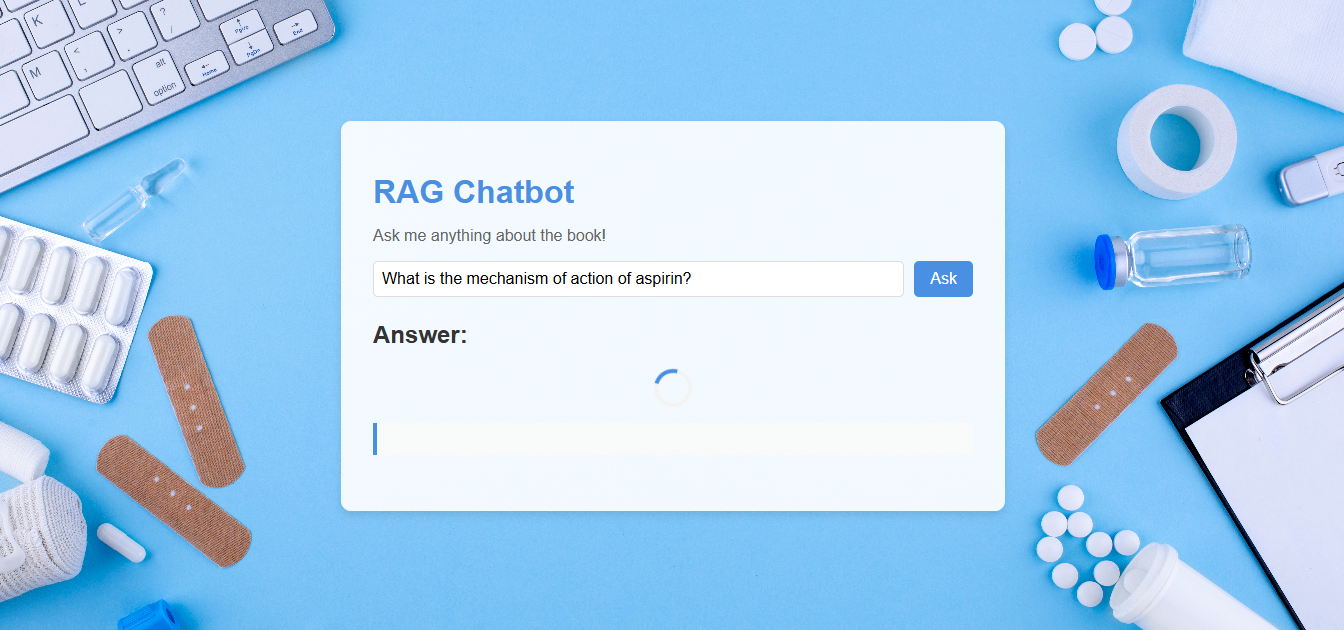 K
L
?
/
>
.
<
,
M
alt
option
PgUp
PgDn
Home
End
RAG Chatbot
Ask me anything about the book!
What is the mechanism of action of aspirin?
Ask
Answer: